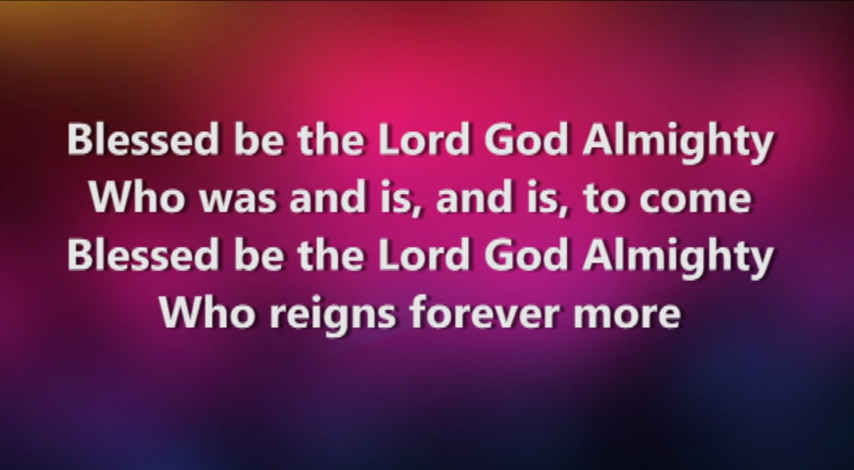 Blessed be the Lord God Almighty
Who was and is, and is, to come
Blessed be the Lord God Almighty
Who reigns forever more